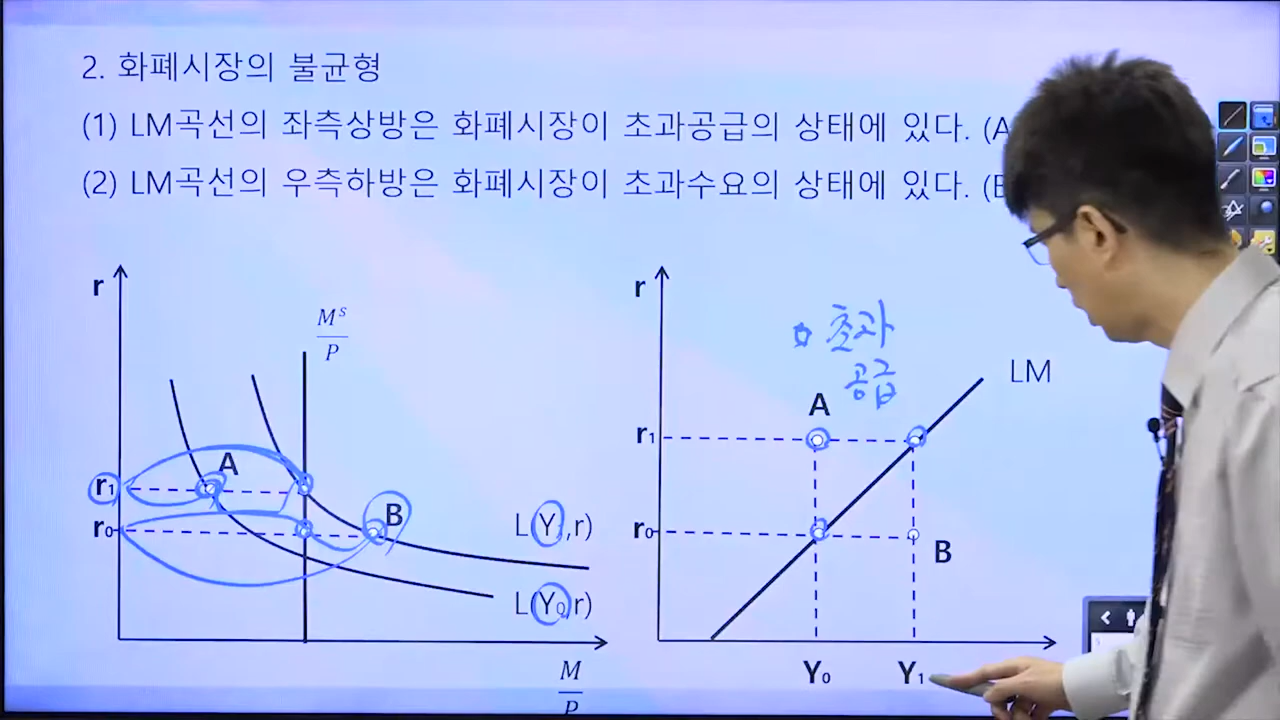 2. 화폐시장의 불균형
(1) LM곡선의 좌측상방은 화폐시장이 초과공급의 상태에 있다. (A
(2) LM곡선의 우측하방은 화폐시장이 초과수요의 상태에 있다.
r
M^S
P
A
r₁
r₀
B
L(Y₁,r)
L(Y₀,r)
M
P
r
초과
공급
A
LM
r₁
r₀
B
Y₀
Y₁